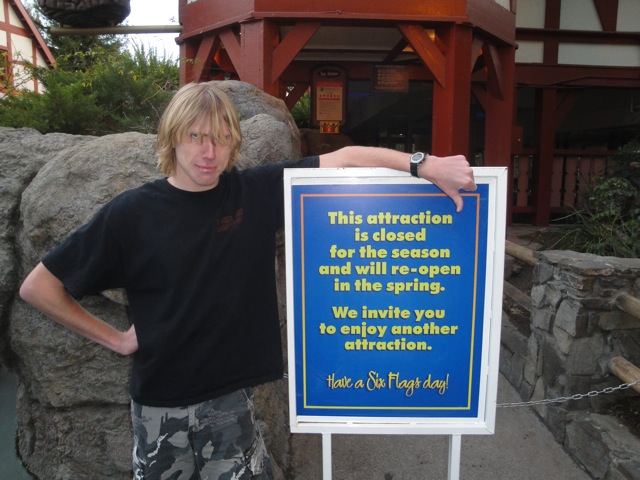 This attraction
is closed
for the season
and will re-open
in the spring.
We invite you
to enjoy another
attraction.
Have a Six Flags day!